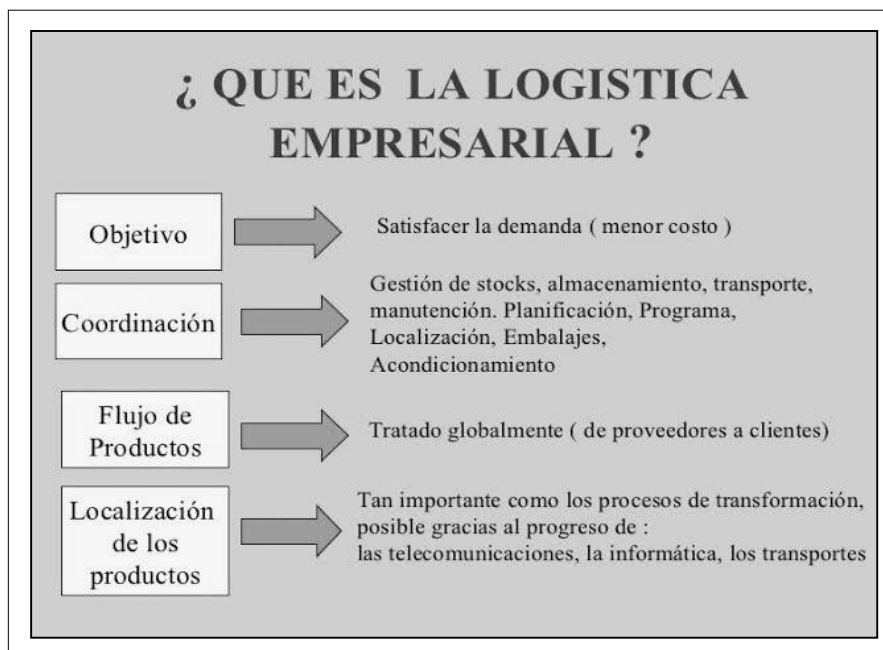 ¿ QUE ES LA LOGISTICA
EMPRESARIAL ?
Objetivo
Satisfacer la demanda ( menor costo )
Coordinación
Gestión de stocks, almacenamiento, transporte,
manutención. Planificación, Programa,
Localización, Embalajes,
Acondicionamiento
Flujo de
Productos
Tratado globalmente ( de proveedores a clientes)
Localización
de los
productos
Tan importante como los procesos de transformación,
posible gracias al progreso de :
las telecomunicaciones, la informática, los transportes